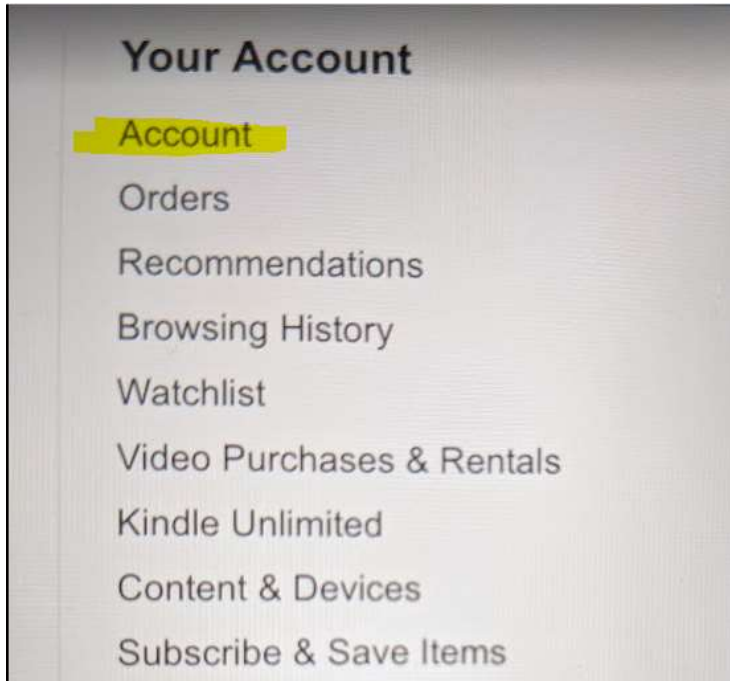 Your Account
Account
Orders
Recommendations
Browsing History
Watchlist
Video Purchases & Rentals
Kindle Unlimited
Content & Devices
Subscribe & Save Items